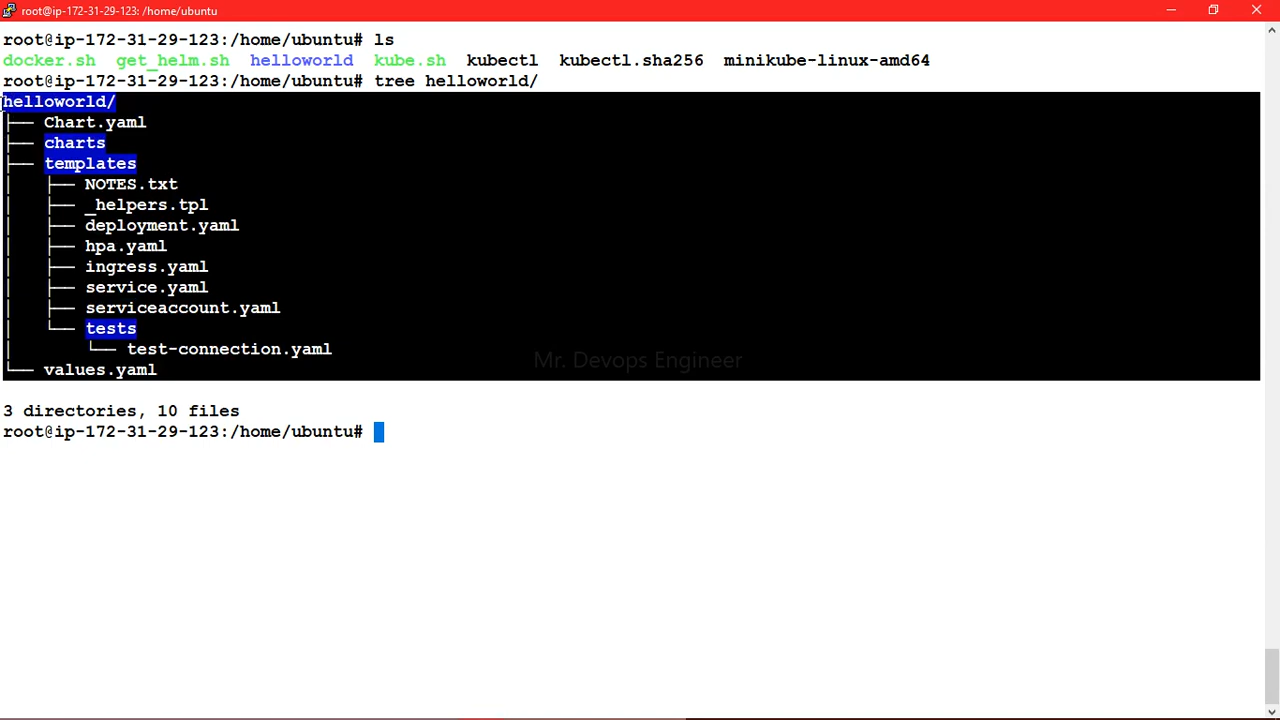 root@ip-172-31-29-123: /home/ubuntu
root@ip-172-31-29-123:/home/ubuntu# ls
docker.sh get_helm.sh helloworld kube.sh kubectl kubectl.sha256 minikube-linux-amd64
root@ip-172-31-29-123:/home/ubuntu# tree helloworld/
helloworld/
├── Chart.yaml
├── charts
├── templates
│   ├── NOTES.txt
│   ├── _helpers.tpl
│   ├── deployment.yaml
│   ├── hpa.yaml
│   ├── ingress.yaml
│   ├── service.yaml
│   ├── serviceaccount.yaml
│   └── tests
│       └── test-connection.yaml
└── values.yaml
Mr. Devops Engineer
3 directories, 10 files
root@ip-172-31-29-123:/home/ubuntu#